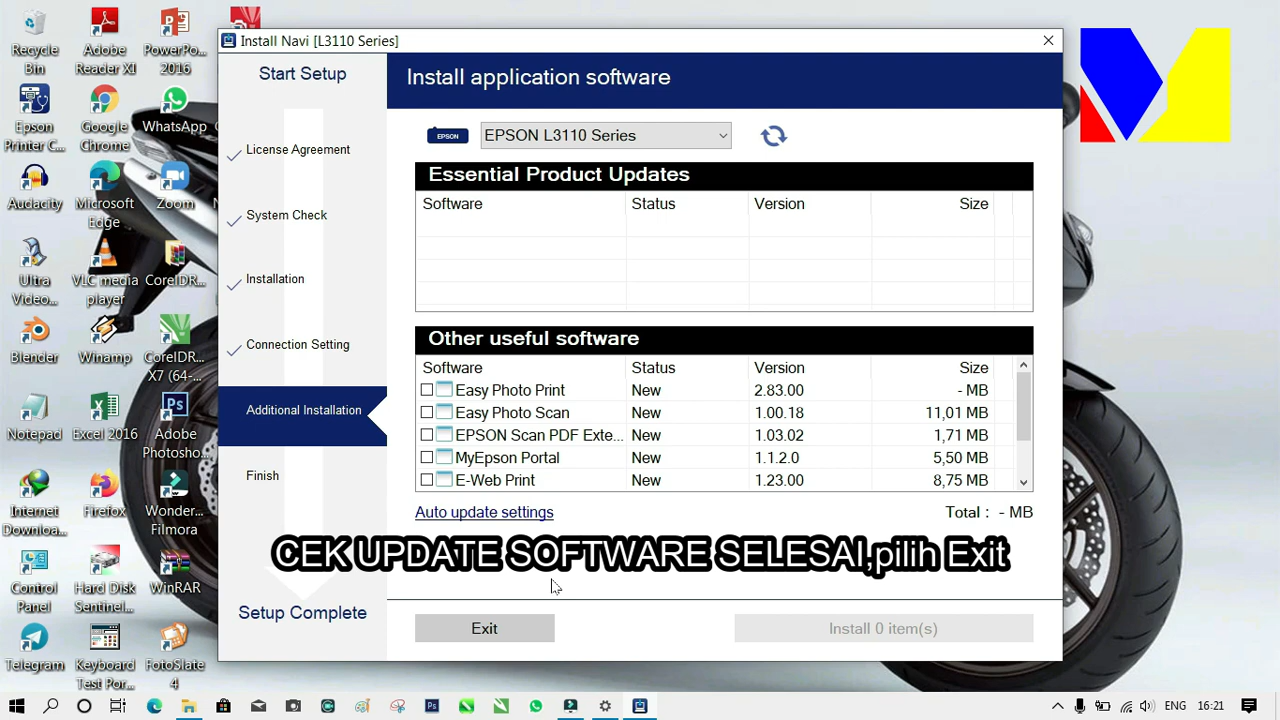 Install Navi [L3110 Series]
Start Setup
License Agreement
System Check
Installation
Connection Setting
Additional Installation
Finish
Setup Complete
Install application software
EPSON
EPSON L3110 Series
Essential Product Updates
Software Status Version Size
Other useful software
Software Status Version Size
Easy Photo Print New 2.83.00 - MB
Easy Photo Scan New 1.00.18 11,01 MB
EPSON Scan PDF Exte... New 1.03.02 1,71 MB
MyEpson Portal New 1.1.2.0 5,50 MB
E-Web Print New 1.23.00 8,75 MB
Auto update settings Total : - MB
CEK UPDATE SOFTWARE SELESAI,pilih Exit
Exit Install 0 item(s)
Recycle Bin
Adobe Reader XI
PowerPo... 2016
Epson Printer C...
Google Chrome
WhatsApp
Audacity
Microsoft Edge
Zoom
Ultra Video...
VLC media player
CorelDR...
Blender
Winamp
CorelDR... X7 (64-...
Notepad
Excel 2016
Adobe Photosho...
Internet Downloa...
Firefox
Wonder... Filmora
Control Panel
Hard Disk Sentinel...
WinRAR
Telegram
Keyboard Test Por...
FotoSlate 4
ENG 16:21